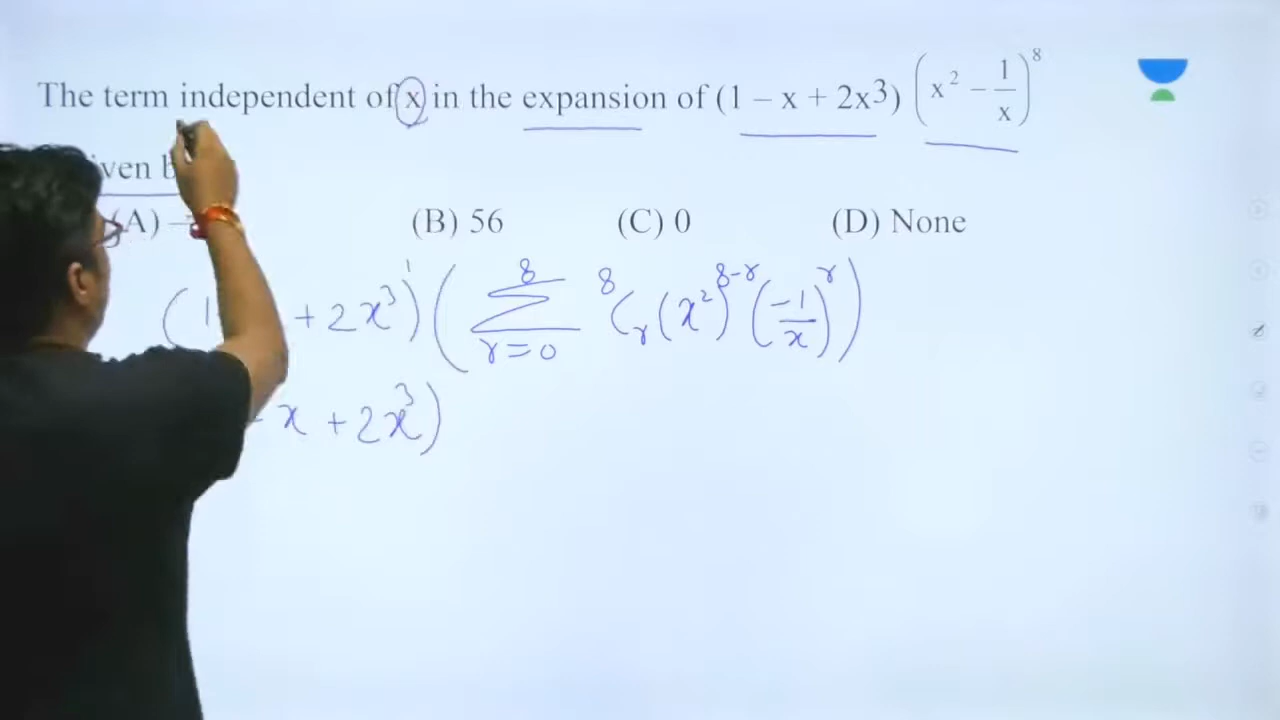 The term independent of x in the expansion of (1 – x + 2x³) (x² – 1/x)⁸
(A) –
(B) 56
(C) 0
(D) None
+ 2x³)¹ (∑_{r=0}^{8} ⁸C_r (x²)^{8-r} (-1/x)^r)
x + 2x³)